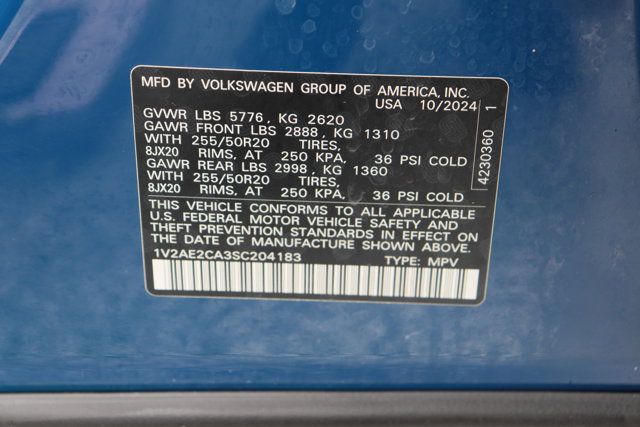 MFD BY VOLKSWAGEN GROUP OF AMERICA, INC.
USA 10/2024
GVWR LBS 5776, KG 2620
GAWR FRONT LBS 2888, KG 1310
WITH 255/50R20 TIRES,
8JX20 RIMS, AT 250 KPA, 36 PSI COLD
GAWR REAR LBS 2998, KG 1360
WITH 255/50R20 TIRES,
8JX20 RIMS, AT 250 KPA, 36 PSI COLD
THIS VEHICLE CONFORMS TO ALL APPLICABLE
U.S. FEDERAL MOTOR VEHICLE SAFETY AND
THEFT PREVENTION STANDARDS IN EFFECT ON
THE DATE OF MANUFACTURE SHOWN ABOVE.
1V2AE2CA3SC204183 TYPE: MPV
4230360 1